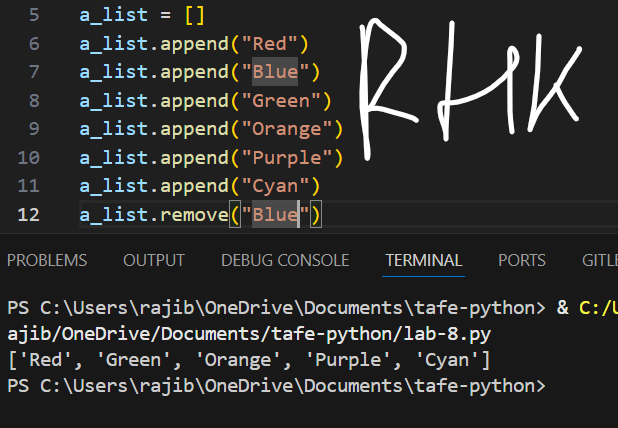 5 a_list = []
6 a_list.append("Red")
7 a_list.append("Blue")
8 a_list.append("Green")
9 a_list.append("Orange")
10 a_list.append("Purple")
11 a_list.append("Cyan")
12 a_list.remove("Blue")
RHK
PROBLEMS OUTPUT DEBUG CONSOLE TERMINAL PORTS GITLE
PS C:\Users\rajib\OneDrive\Documents\tafe-python> & C:/U
ajib/OneDrive/Documents/tafe-python/lab-8.py
['Red', 'Green', 'Orange', 'Purple', 'Cyan']
PS C:\Users\rajib\OneDrive\Documents\tafe-python>